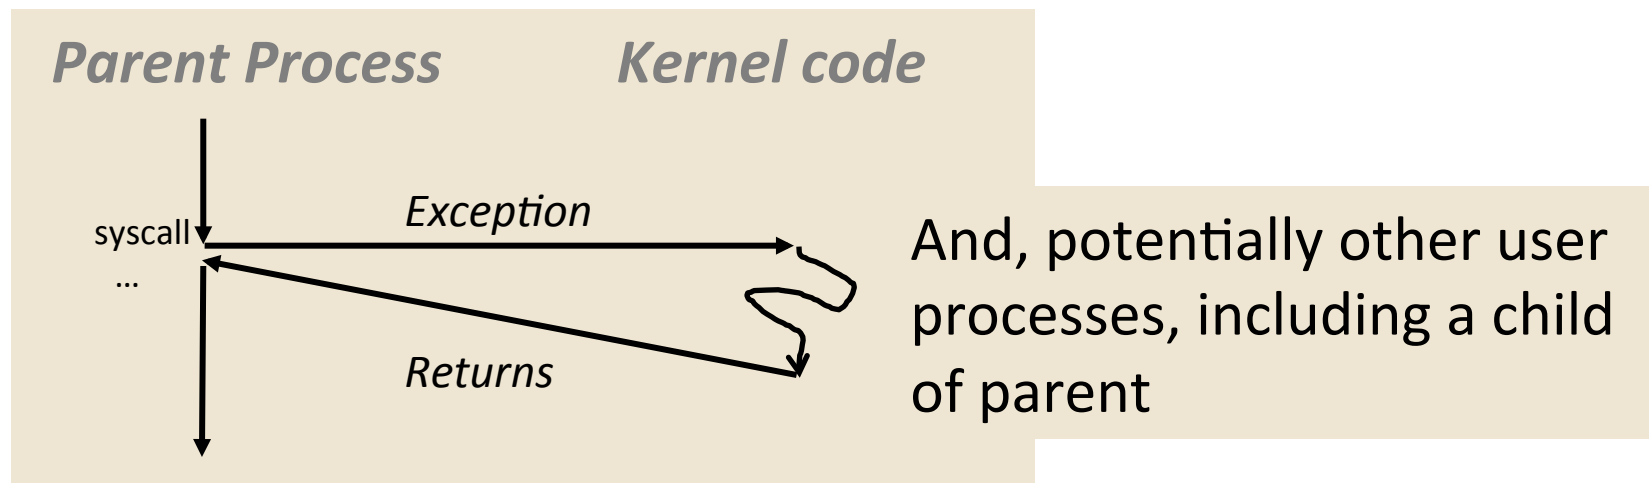 Parent Process
Kernel code
syscall
…
Exception
Returns
And, potentially other user
processes, including a child
of parent